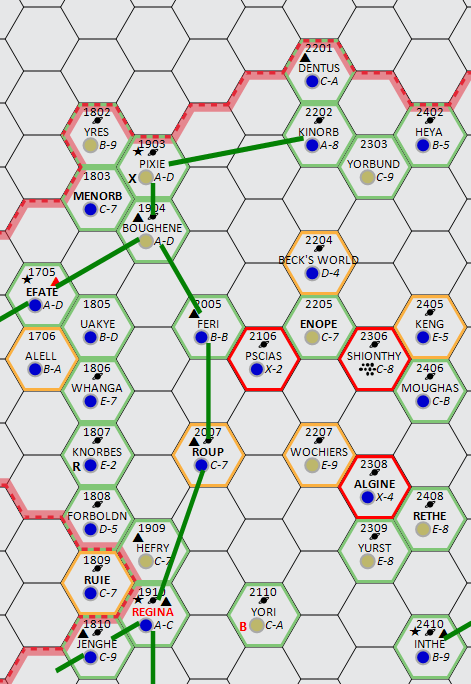 2201
DENTUS
C-A
1802
YRES
B-9
2202
KINORB
A-8
2402
HEYA
B-5
1903
PIXIE
X A-D
2303
YORBUND
C-9
1803
MENORB
C-7
1904
BOUGHENE
A-D
2204
BECK'S WORLD
D-4
1705
EFATE
A-D
1805
UAKYE
B-D
2005
FERI
B-B
2205
ENOPE
C-7
2405
KENG
E-5
1706
ALELL
B-A
2106
PSCIAS
X-2
2306
SHIONTHY
C-8
1806
WHANGA
E-7
2406
MOUGHAS
C-B
1807
KNORBES
R E-2
2007
ROUP
C-7
2207
WOCHIERS
E-9
2308
ALGINE
X-4
1808
FORBOLDN
D-5
2408
RETHE
E-8
1909
HEFRY
C-7
2309
YURST
E-8
1809
RUIE
C-7
1910
REGINA
A-C
2110
YORI
B C-A
1810
JENGHE
C-9
2410
INTHE
B-9